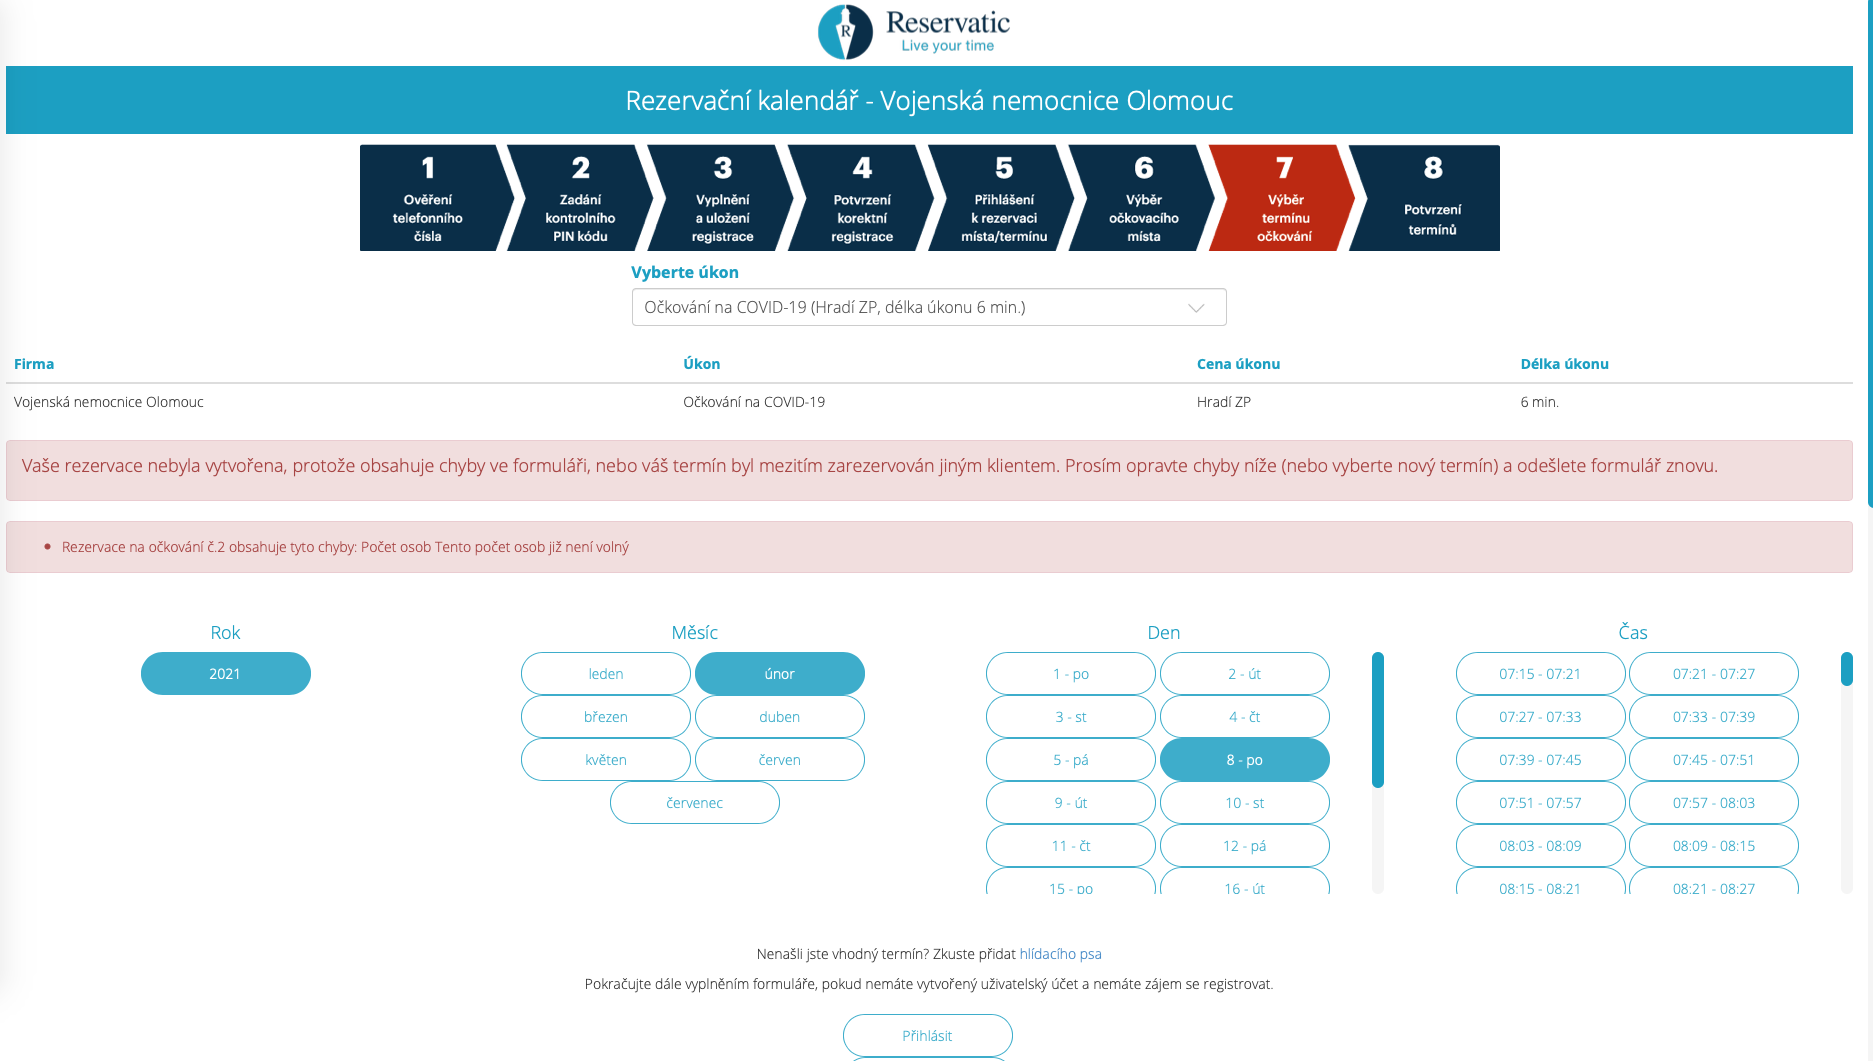 R
Reservatic
Live your time
Rezervační kalendář - Vojenská nemocnice Olomouc
1
Ověření
telefonního
čísla
2
Zadání
kontrolního
PIN kódu
3
Vyplnění
a uložení
registrace
4
Potvrzení
korektní
registrace
5
Přihlášení
k rezervaci
místa/termínu
6
Výběr
očkovacího
místa
7
Výběr
termínu
očkování
8
Potvrzení
termínů
Vyberte úkon
Očkování na COVID-19 (Hradí ZP, délka úkonu 6 min.)
Firma Úkon Cena úkonu Délka úkonu
Vojenská nemocnice Olomouc Očkování na COVID-19 Hradí ZP 6 min.
Vaše rezervace nebyla vytvořena, protože obsahuje chyby ve formuláři, nebo váš termín byl mezitím zarezervován jiným klientem. Prosím opravte chyby níže (nebo vyberte nový termín) a odešlete formulář znovu.
Rezervace na očkování č.2 obsahuje tyto chyby: Počet osob Tento počet osob již není volný
Rok
2021
Měsíc
leden únor
březen duben
květen červen
červenec
Den
1 - po 2 - út
3 - st 4 - čt
5 - pá 8 - po
9 - út 10 - st
11 - čt 12 - pá
15 - po 16 - út
Čas
07:15 - 07:21 07:21 - 07:27
07:27 - 07:33 07:33 - 07:39
07:39 - 07:45 07:45 - 07:51
07:51 - 07:57 07:57 - 08:03
08:03 - 08:09 08:09 - 08:15
08:15 - 08:21 08:21 - 08:27
Nenašli jste vhodný termín? Zkuste přidat hlídacího psa
Pokračujte dále vyplněním formuláře, pokud nemáte vytvořený uživatelský účet a nemáte zájem se registrovat.
Přihlásit